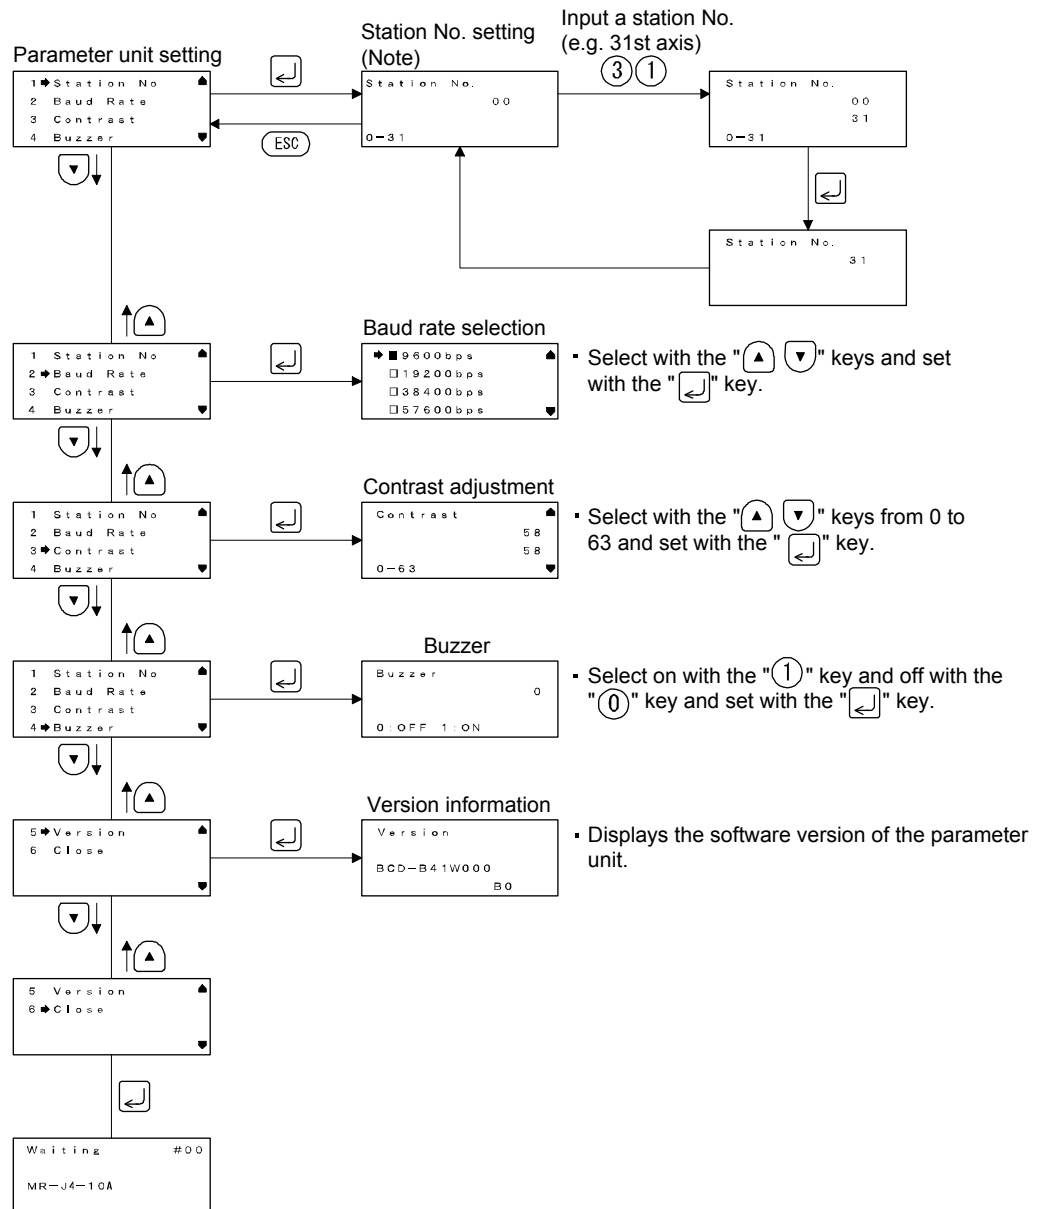 Parameter unit setting
Station No. setting
(Note)
Input a station No.
(e.g. 31st axis)
3 1
1 Station No
2 Baud Rate
3 Contrast
4 Buzzer
ESC
Station No.
00
0-31
Station No.
00
31
0-31
Station No.
31
1 Station No
2 Baud Rate
3 Contrast
4 Buzzer
Baud rate selection
9600bps
19200bps
38400bps
57600bps
Select with the " " keys and set
with the " " key.
1 Station No
2 Baud Rate
3 Contrast
4 Buzzer
Contrast adjustment
Contrast
58
58
0-63
Select with the " " keys from 0 to
63 and set with the " " key.
1 Station No
2 Baud Rate
3 Contrast
4 Buzzer
Buzzer
Buzzer
0
0:OFF 1:ON
Select on with the "1" key and off with the
"0" key and set with the " " key.
5 Version
6 Close
Version information
Version
BCD-B41W000
B0
Displays the software version of the parameter
unit.
5 Version
6 Close
Waiting #00
MR-J4-10A